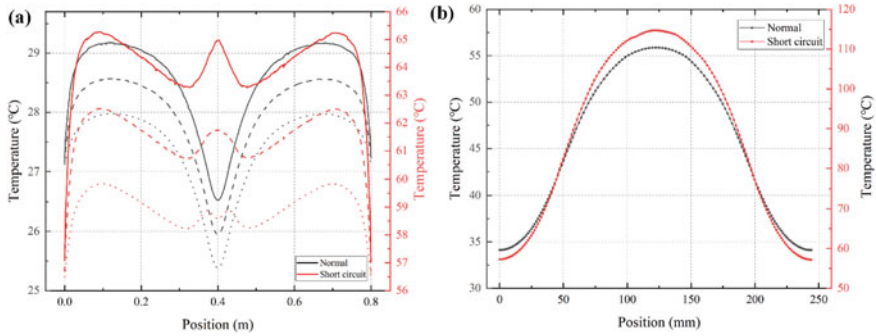 (a)
Temperature (℃)
29
28
27
26
25
66
65
64
63
62
61
60
59
58
57
56
Temperature (℃)
Normal
Short circuit
0.0 0.2 0.4 0.6 0.8
Position (m)
(b)
Temperature (℃)
60
55
50
45
40
35
30
120
110
100
90
80
70
60
50
Temperature (℃)
Normal
Short circuit
0 50 100 150 200 250
Position (mm)